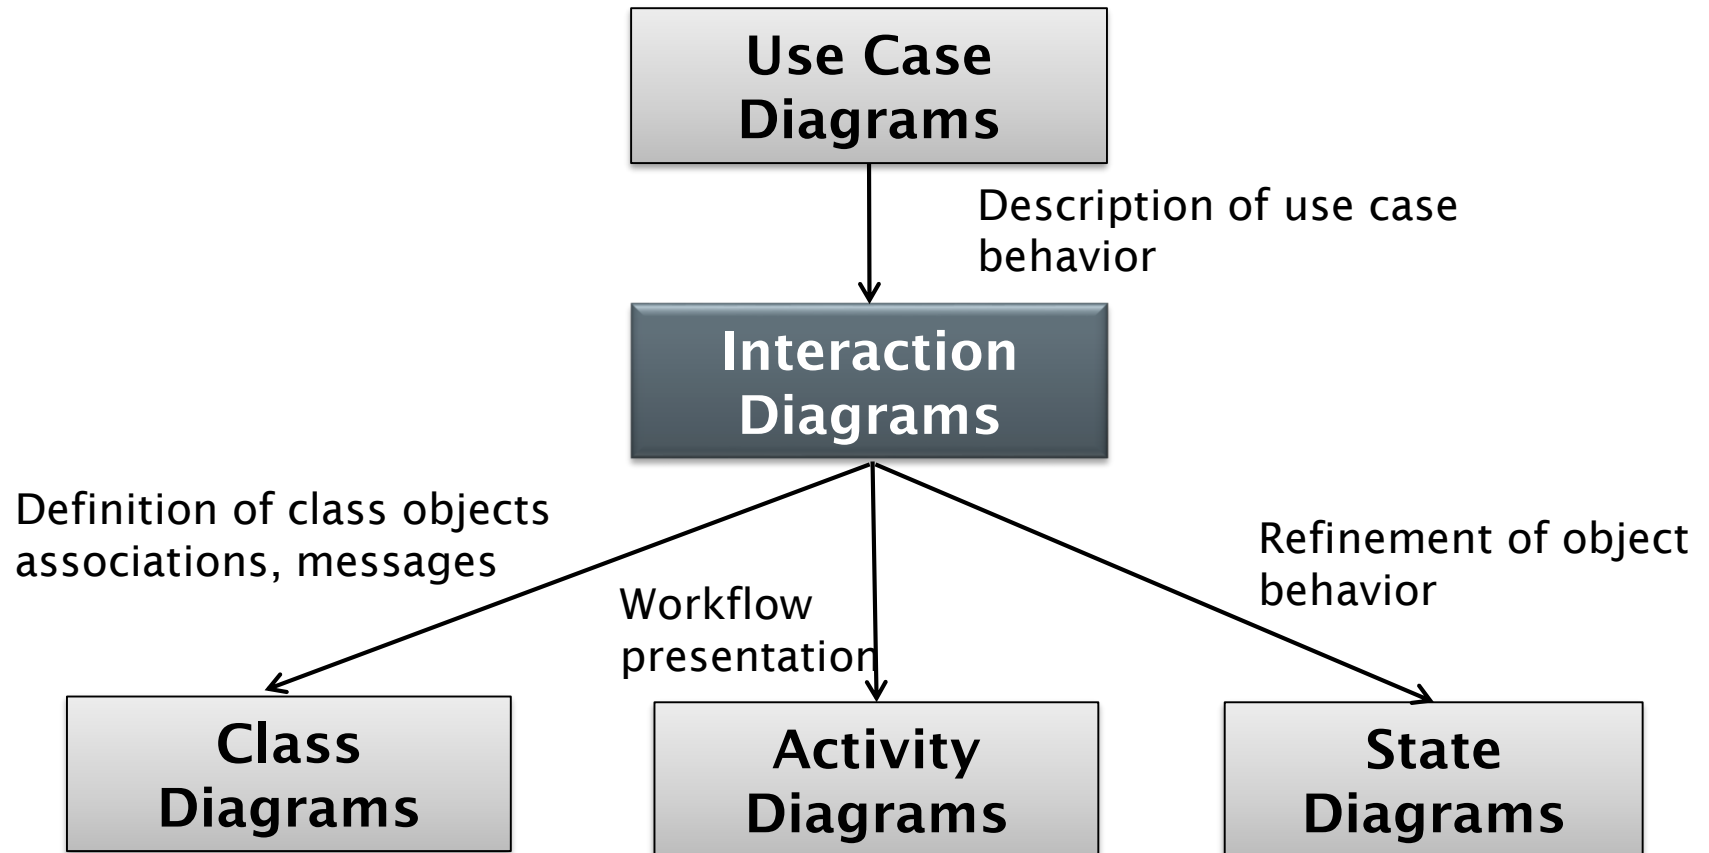 Use Case
Diagrams
Description of use case
behavior
Interaction
Diagrams
Definition of class objects
associations, messages
Workflow
presentation
Refinement of object
behavior
Class
Diagrams
Activity
Diagrams
State
Diagrams